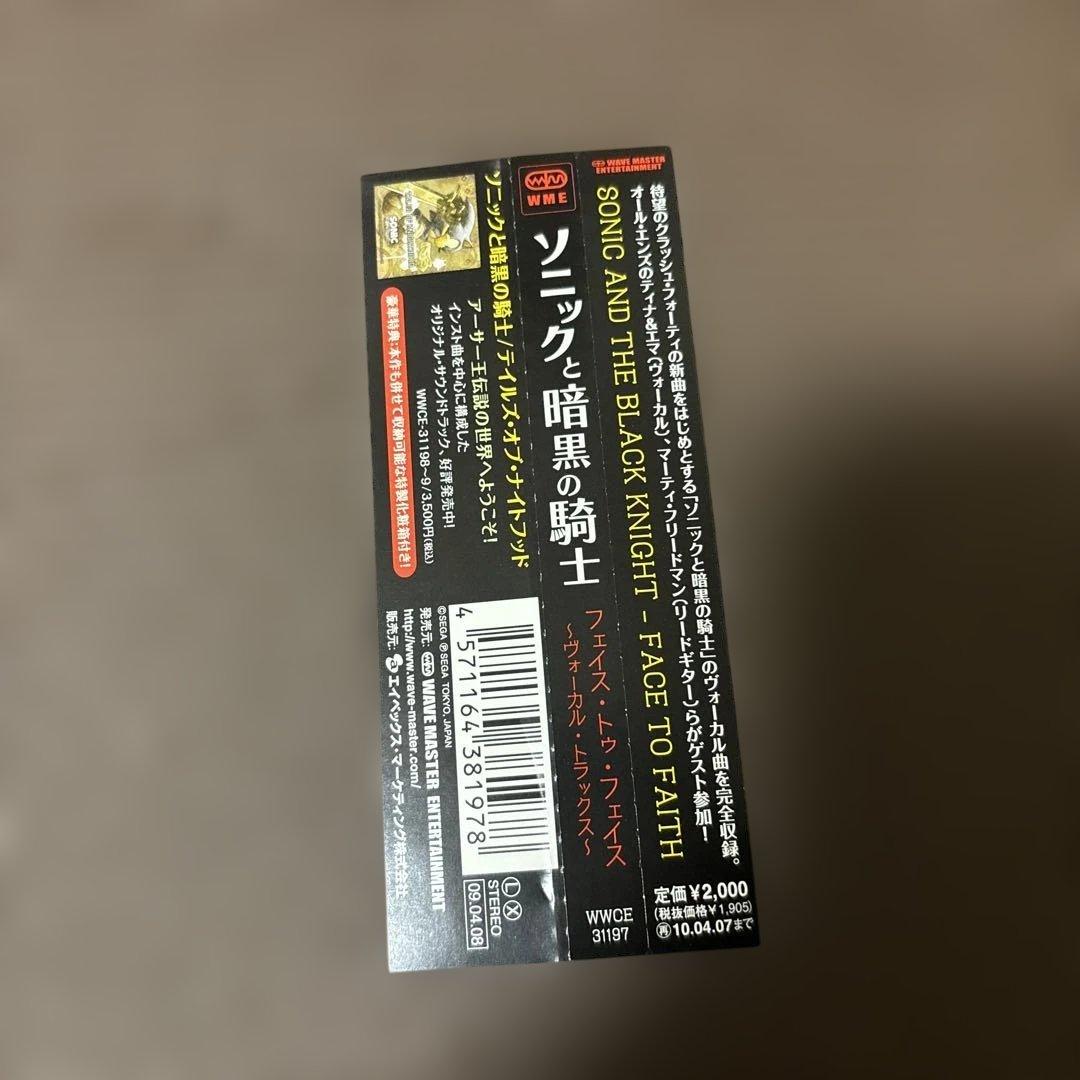 WAVE MASTER
ENTERTAINMENT
待望のクラッシュ・フォーティの新曲をはじめとする「ソニックと暗黒の騎士」のヴォーカル曲を完全収録。
オール・エンズのティナ&エマ(ヴォーカル)、マーティ・フリードマン(リードギター)らがゲスト参加!
SONIC AND THE BLACK KNIGHT - FACE TO FAITH
定価¥2,000
(税抜価格¥1,905)
再10.04.07まで
WME
ソニックと暗黒の騎士
フェイス・トゥ・フェイス
~ヴォーカル・トラックス~
WWCE
31197
ソニックと暗黒の騎士/テイルズ・オブ・ナイトフッド
アーサー王伝説の世界へようこそ!
インスト曲を中心に構成した
オリジナル・サウンドトラック、好評発売中!
WWCE-31198~9/3,500円(税込)
豪華特典:本作も併せて収納可能な特製化粧箱付き!
SONIC
4 571164 381978
©SEGA ℗SEGA TOKYO, JAPAN
発売元: WAVE MASTER ENTERTAINMENT
http://www.wave-master.com/
販売元: エイベックス・マーケティング株式会社
L X
STEREO
09.04.08